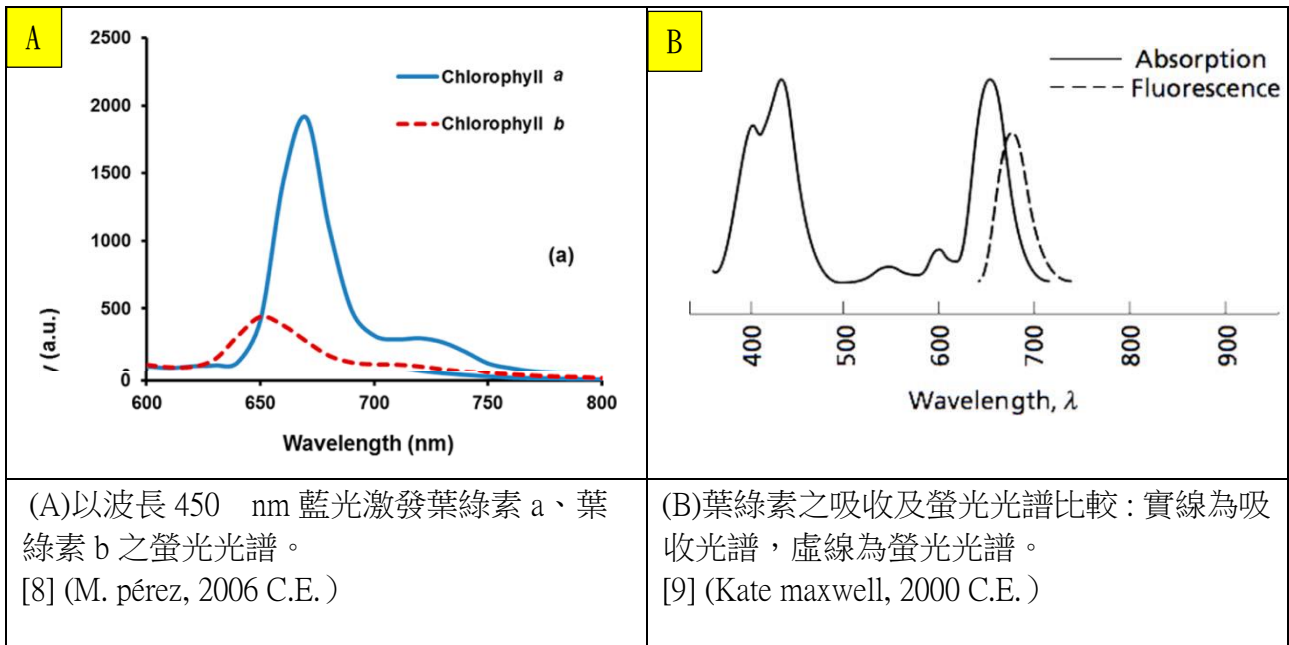 A
2500
2000
1500
1000
500
0
I (a.u.)
Chlorophyll a
Chlorophyll b
(a)
600 650 700 750 800
Wavelength (nm)
B
Absorption
Fluorescence
400 500 600 700 800 900
Wavelength, λ
(A)以波長 450 nm 藍光激發葉綠素 a、葉
綠素 b 之螢光光譜。
[8] (M. pérez, 2006 C.E.）
(B)葉綠素之吸收及螢光光譜比較 : 實線為吸
收光譜，虛線為螢光光譜。
[9] (Kate maxwell, 2000 C.E.）